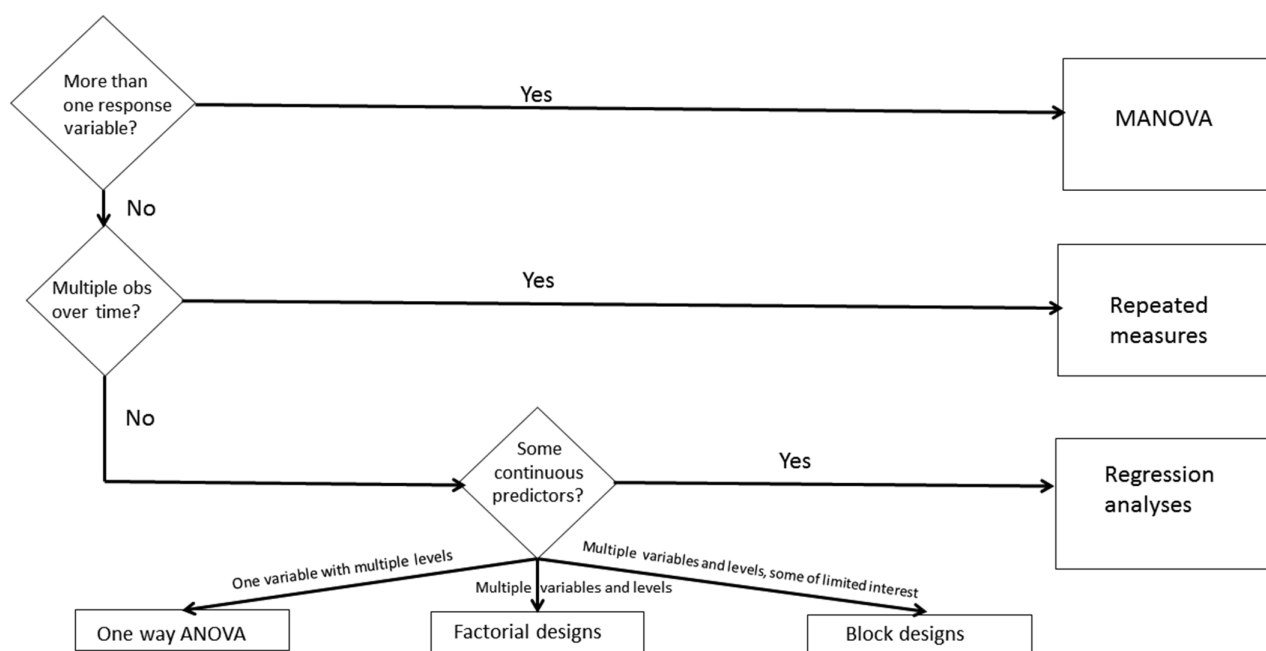 More than
one response
variable?
Yes
MANOVA
No
Multiple obs
over time?
Yes
Repeated
measures
No
Some
continuous
predictors?
Yes
Regression
analyses
One variable with multiple levels
Multiple variables and levels
Multiple variables and levels, some of limited interest
One way ANOVA
Factorial designs
Block designs